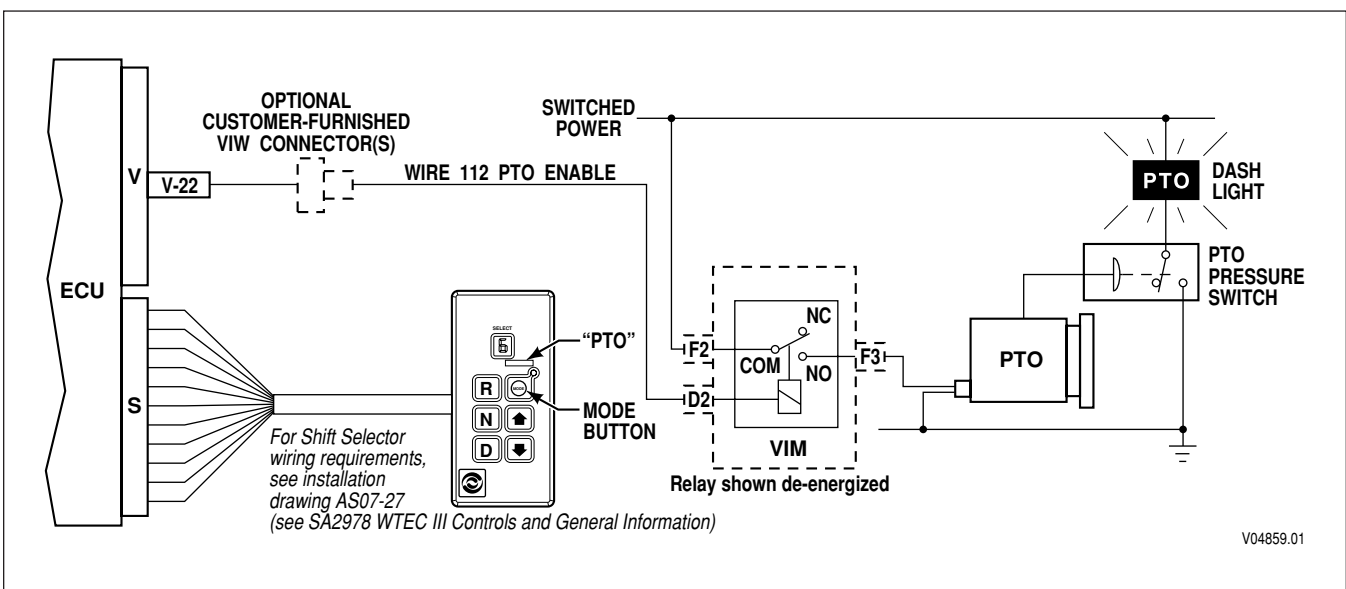 OPTIONAL
CUSTOMER-FURNISHED
VIW CONNECTOR(S)
SWITCHED
POWER
V
V-22
WIRE 112 PTO ENABLE
PTO
DASH
LIGHT
PTO
PRESSURE
SWITCH
ECU
S
SELECT
6
"PTO"
R
MODE
N
D
MODE
BUTTON
F2
COM
NC
NO
F3
D2
VIM
PTO
Relay shown de-energized
For Shift Selector
wiring requirements,
see installation
drawing AS07-27
(see SA2978 WTEC III Controls and General Information)
V04859.01